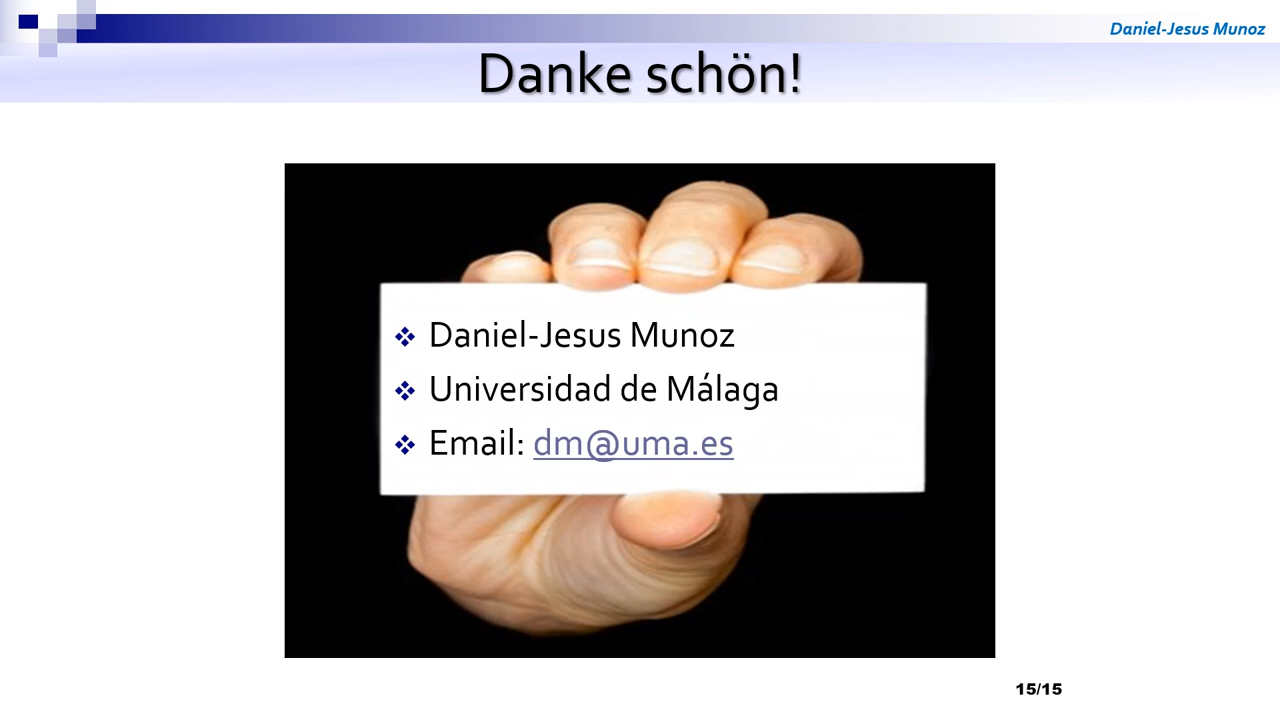 Daniel-Jesus Munoz
Danke schön!
Daniel-Jesus Munoz
Universidad de Málaga
Email: dm@uma.es
15/15